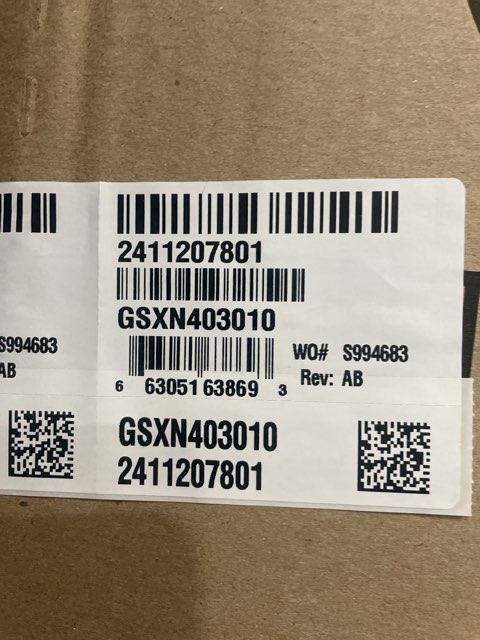 2411207801
GSXN403010
WO# S994683
Rev: AB
6 63051 63869 3
GSXN403010
2411207801
S994683
AB